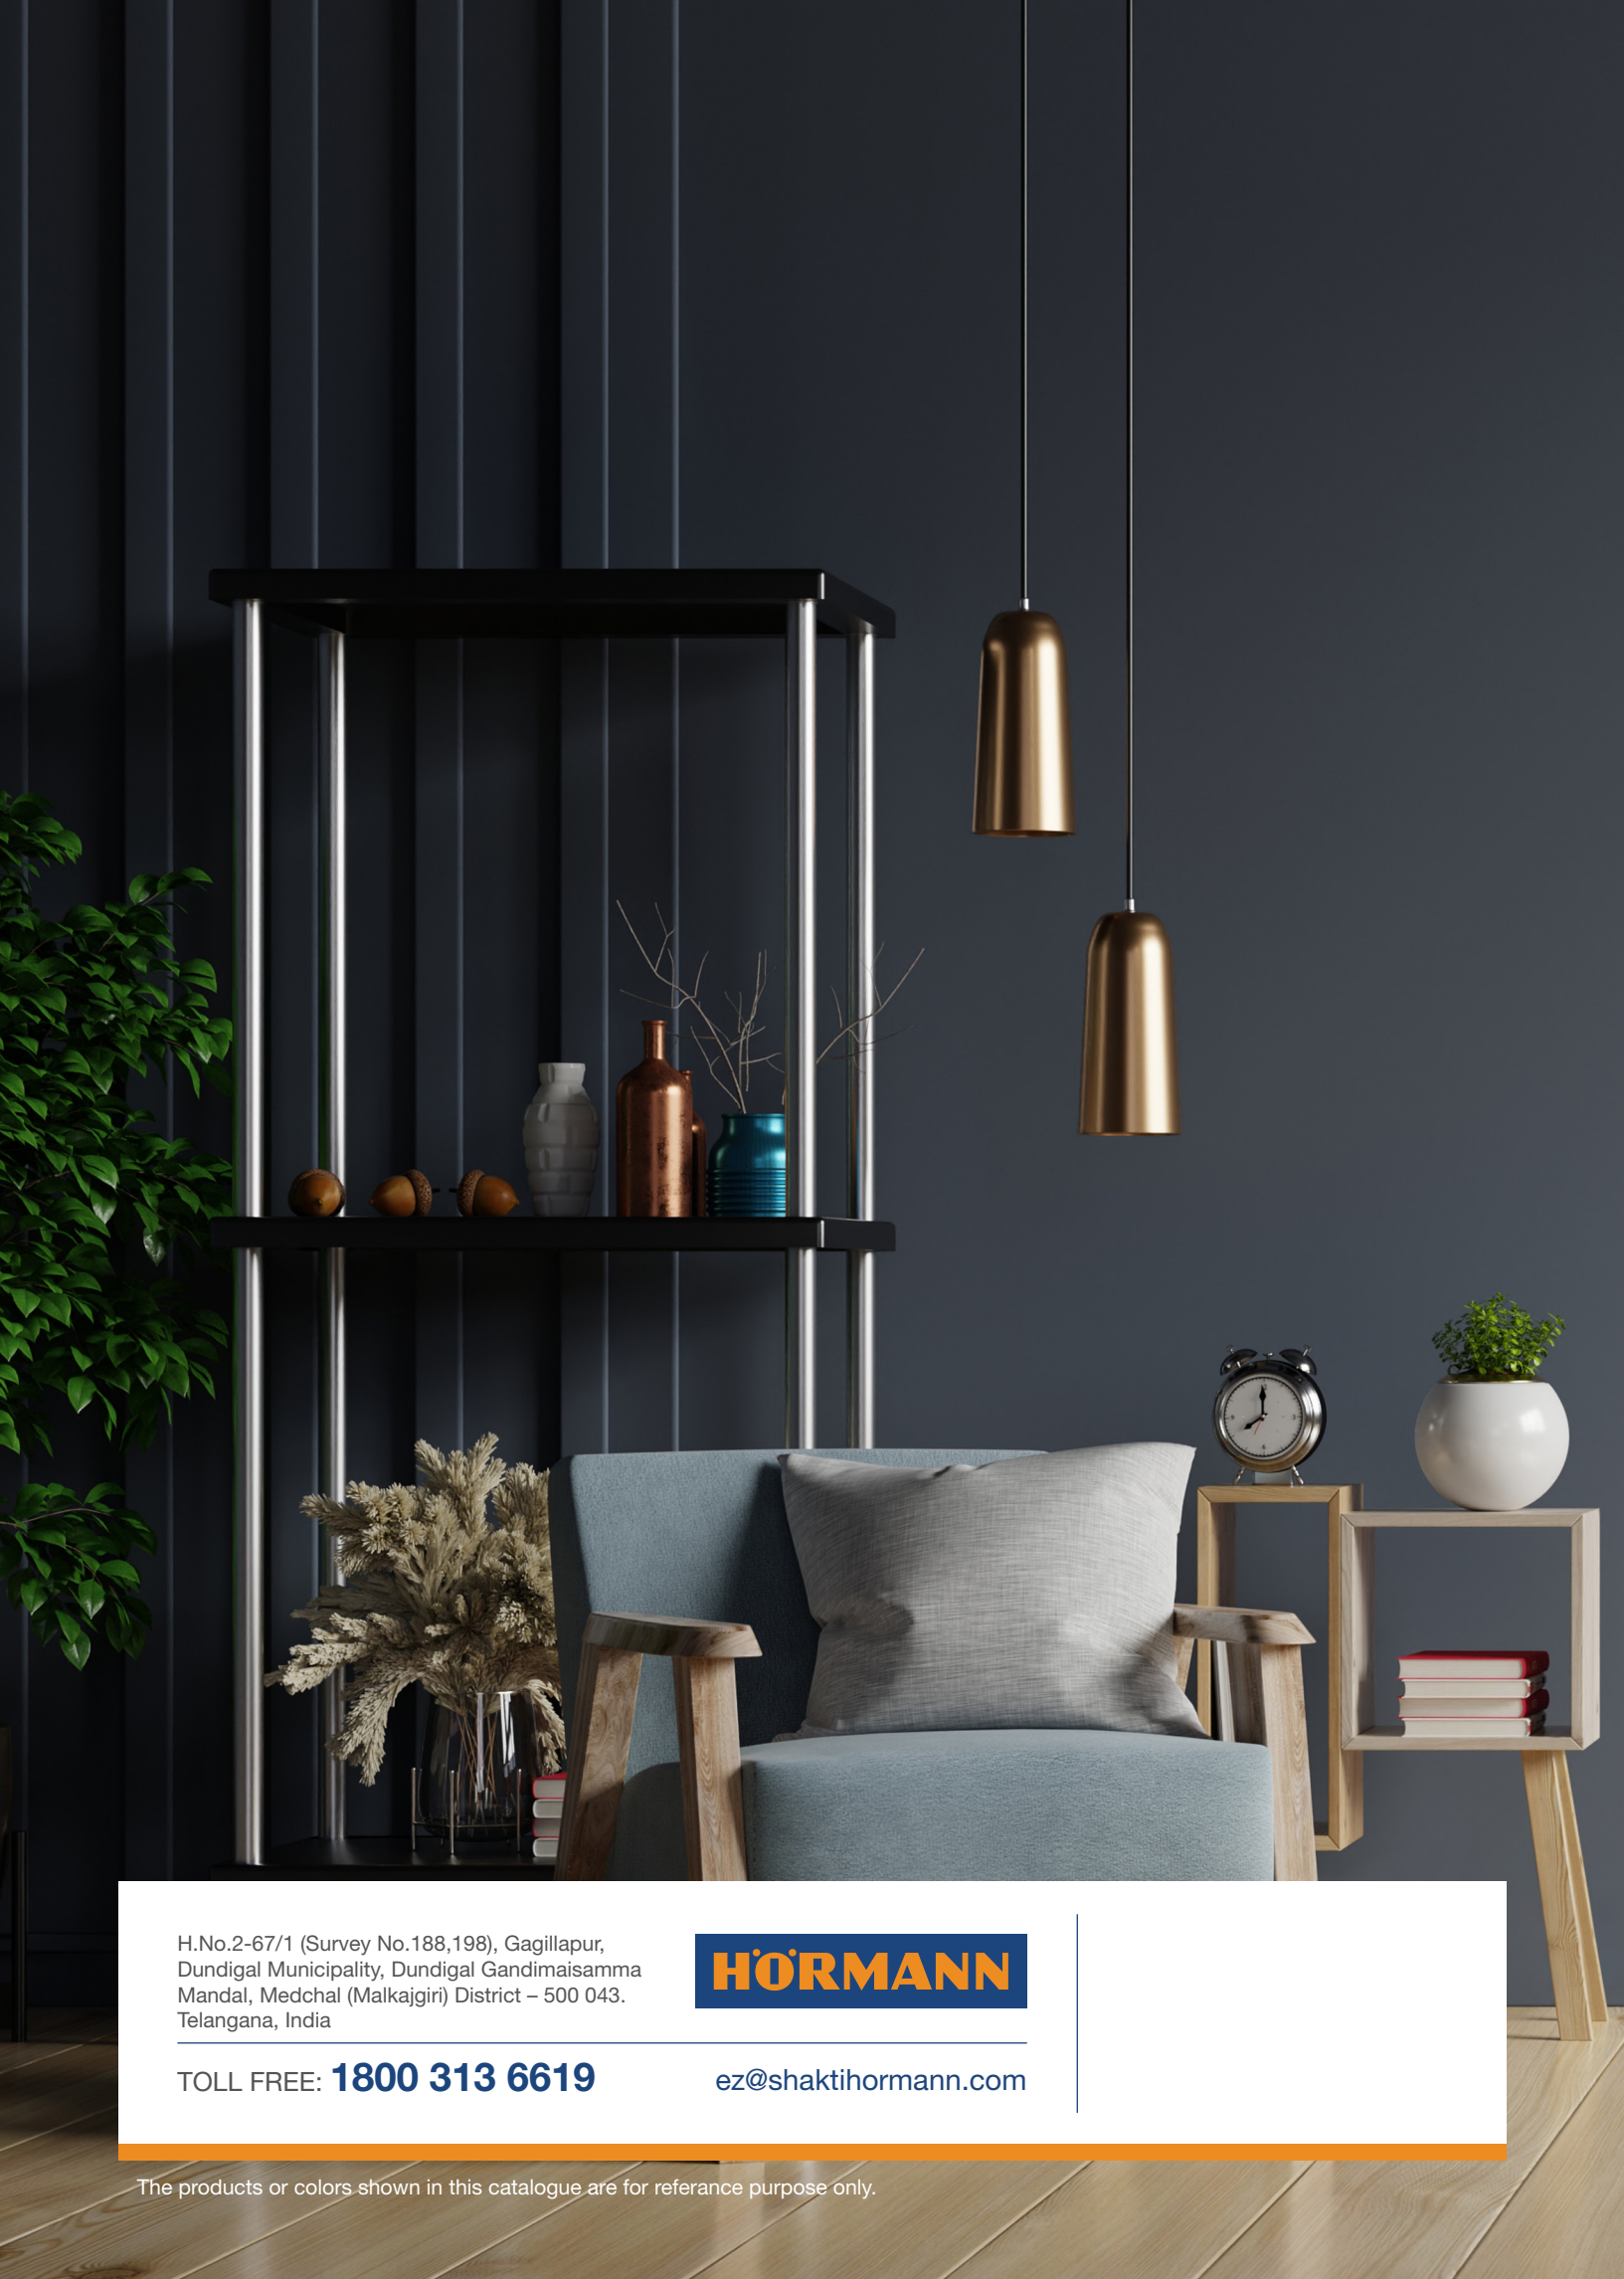 H.No.2-67/1 (Survey No.188,198), Gagillapur,
Dundigal Municipality, Dundigal Gandimaisamma
Mandal, Medchal (Malkajgiri) District – 500 043.
Telangana, India
HÖRMANN
TOLL FREE: 1800 313 6619
ez@shaktihormann.com
The products or colors shown in this catalogue are for referance purpose only.